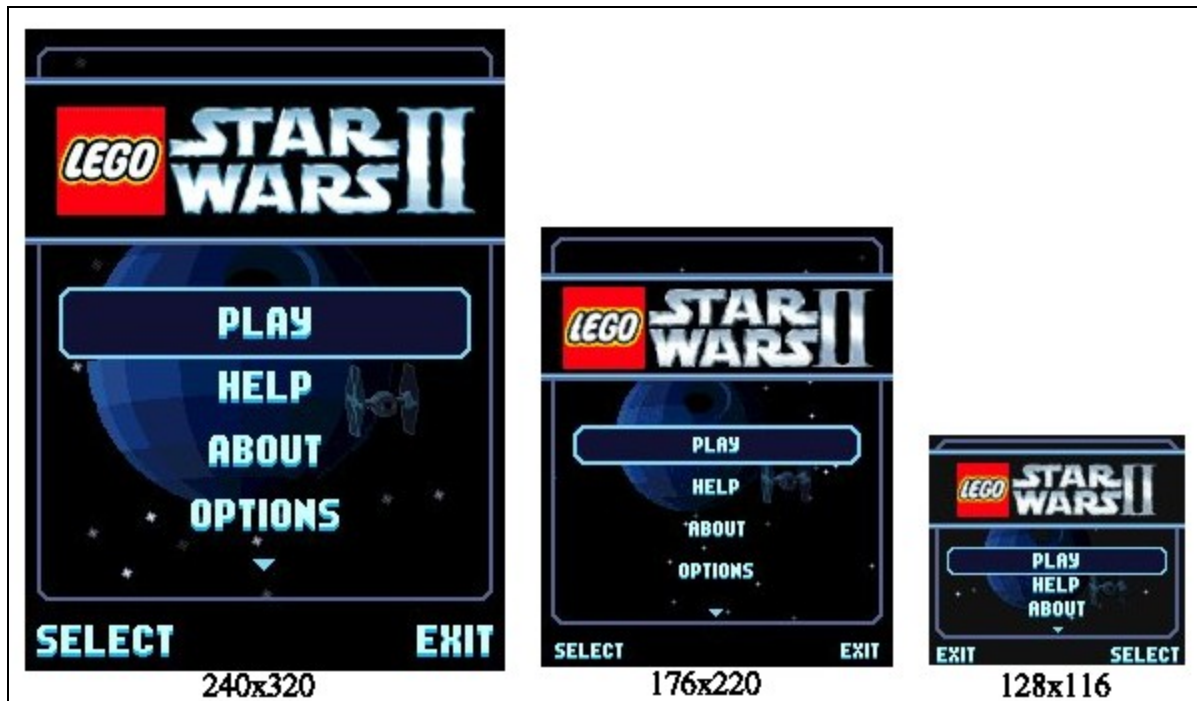 LEGO STAR WARS II
PLAY
HELP
ABOUT
OPTIONS
SELECT EXIT
240x320
LEGO STAR WARS II
PLAY
HELP
ABOUT
OPTIONS
SELECT EXIT
176x220
LEGO STAR WARS II
PLAY
HELP
ABOUT
EXIT SELECT
128x116